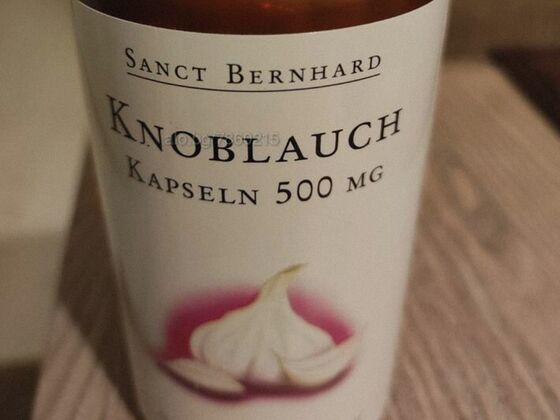 SANCT BERNHARD
KNOBLAUCH
KAPSELN 500 MG